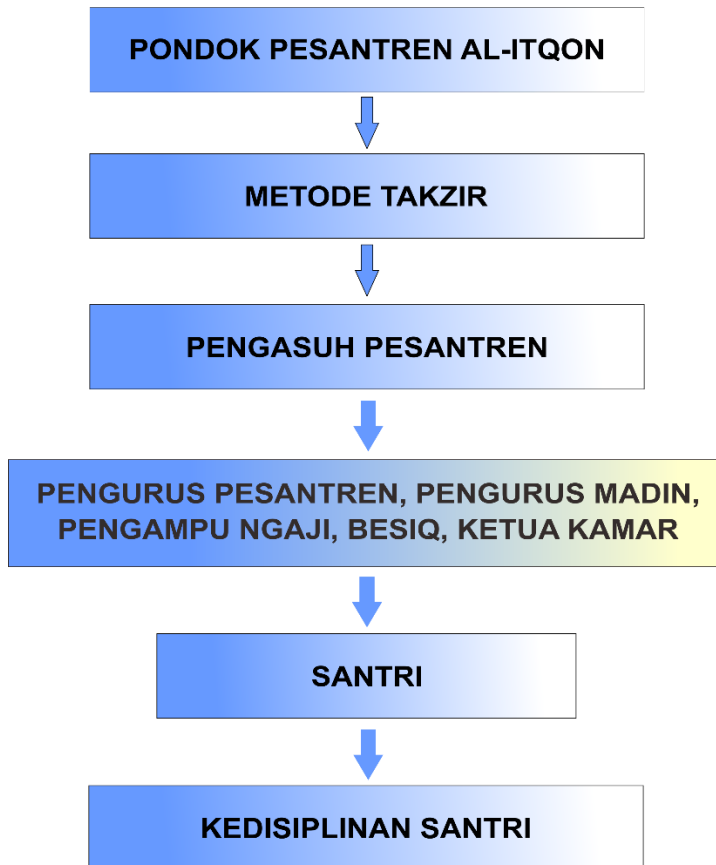 PONDOK PESANTREN AL-ITQON
METODE TAKZIR
PENGASUH PESANTREN
PENGURUS PESANTREN, PENGURUS MADIN,
PENGAMPU NGAJI, BESIQ, KETUA KAMAR
SANTRI
KEDISIPLINAN SANTRI